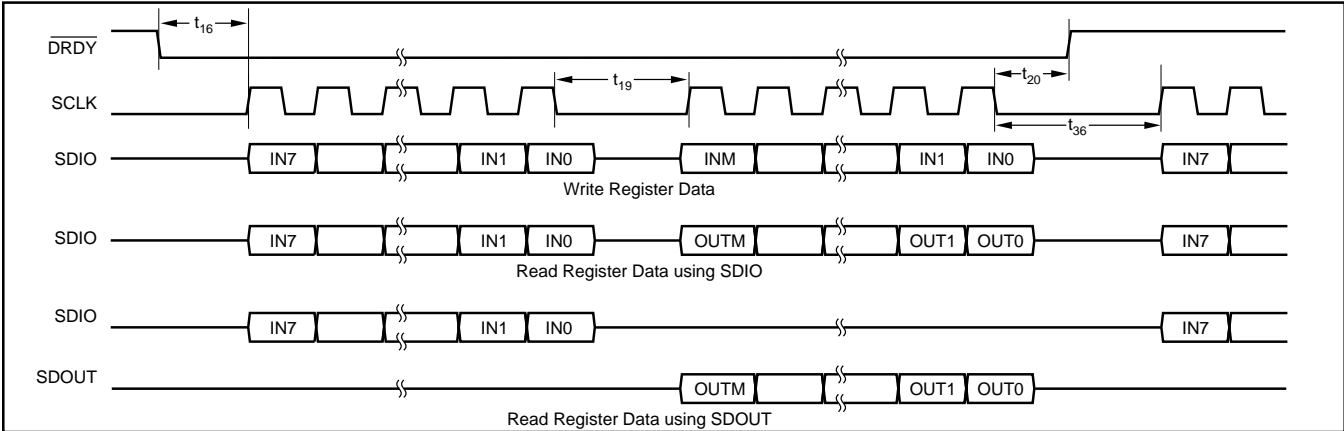 DRDY t16
SCLK t19 t20 t36
SDIO IN7 IN1 IN0 INM IN1 IN0 IN7
Write Register Data
SDIO IN7 IN1 IN0 OUTM OUT1 OUT0 IN7
Read Register Data using SDIO
SDIO IN7 IN1 IN0 IN7
SDOUT OUTM OUT1 OUT0
Read Register Data using SDOUT